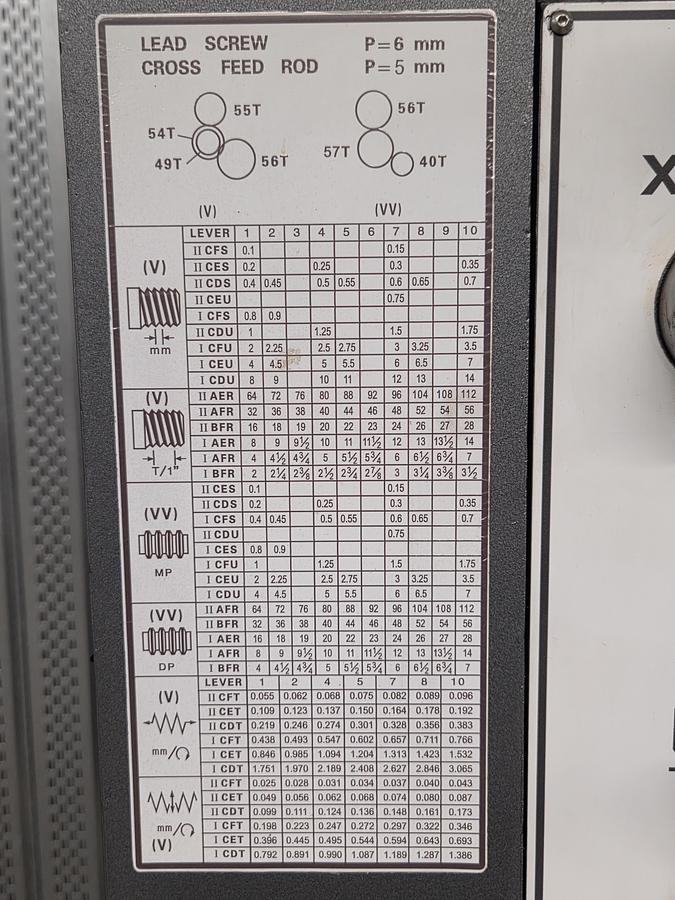 LEAD SCREW P=6 mm
CROSS FEED ROD P=5 mm
55T 56T
54T
49T 56T 57T 40T
(V) (VV)
LEVER 1 2 3 4 5 6 7 8 9 10
(V)
mm
II CFS 0.1 0.15
II CES 0.2 0.25 0.3 0.35
II CDS 0.4 0.45 0.5 0.55 0.6 0.65 0.7
II CEU 0.75
I CFS 0.8 0.9
II CDU 1 1.25 1.5 1.75
I CFU 2 2.25 2.5 2.75 3 3.25 3.5
I CEU 4 4.5 5 5.5 6 6.5 7
I CDU 8 9 10 11 12 13 14
(V)
T/1"
II AER 64 72 76 80 88 92 96 104 108 112
II AFR 32 36 38 40 44 46 48 52 54 56
II BFR 16 18 19 20 22 23 24 26 27 28
I AER 8 9 9½ 10 11 11½ 12 13 13½ 14
I AFR 4 4½ 4¾ 5 5½ 5¾ 6 6½ 6¾ 7
I BFR 2 2¼ 2⅜ 2½ 2¾ 2⅞ 3 3¼ 3⅜ 3½
(VV)
MP
II CES 0.1 0.15
II CDS 0.2 0.25 0.3 0.35
I CFS 0.4 0.45 0.5 0.55 0.6 0.65 0.7
II CDU 0.75
I CES 0.8 0.9
I CFU 1 1.25 1.5 1.75
I CEU 2 2.25 2.5 2.75 3 3.25 3.5
I CDU 4 4.5 5 5.5 6 6.5 7
(VV)
DP
II AFR 64 72 76 80 88 92 96 104 108 112
II BFR 32 36 38 40 44 46 48 52 54 56
I AER 16 18 19 20 22 23 24 26 27 28
I AFR 8 9 9½ 10 11 11½ 12 13 13½ 14
I BFR 4 4½ 4¾ 5 5½ 5¾ 6 6½ 6¾ 7
LEVER 1 2 4 5 7 8 10
(V)
mm/
II CFT 0.055 0.062 0.068 0.075 0.082 0.089 0.096
II CET 0.109 0.123 0.137 0.150 0.164 0.178 0.192
II CDT 0.219 0.246 0.274 0.301 0.328 0.356 0.383
I CFT 0.438 0.493 0.547 0.602 0.657 0.711 0.766
I CET 0.846 0.985 1.094 1.204 1.313 1.423 1.532
I CDT 1.751 1.970 2.189 2.408 2.627 2.846 3.065
mm/
(V)
II CFT 0.025 0.028 0.031 0.034 0.037 0.040 0.043
II CET 0.049 0.056 0.062 0.068 0.074 0.080 0.087
II CDT 0.099 0.111 0.124 0.136 0.148 0.161 0.173
I CFT 0.198 0.223 0.247 0.272 0.297 0.322 0.346
I CET 0.396 0.445 0.495 0.544 0.594 0.643 0.693
I CDT 0.792 0.891 0.990 1.087 1.189 1.287 1.386
X